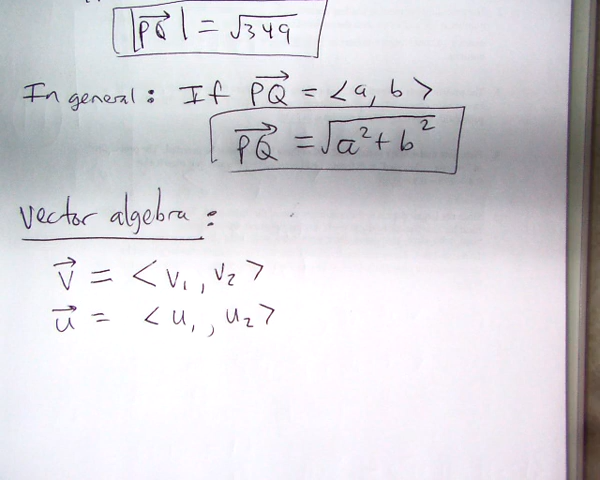 |PQ⃗| = √349
In general: If PQ⃗ = <a, b>
PQ⃗ = √a² + b²
vector algebra:
v⃗ = <v₁, v₂>
u⃗ = <u₁, u₂>